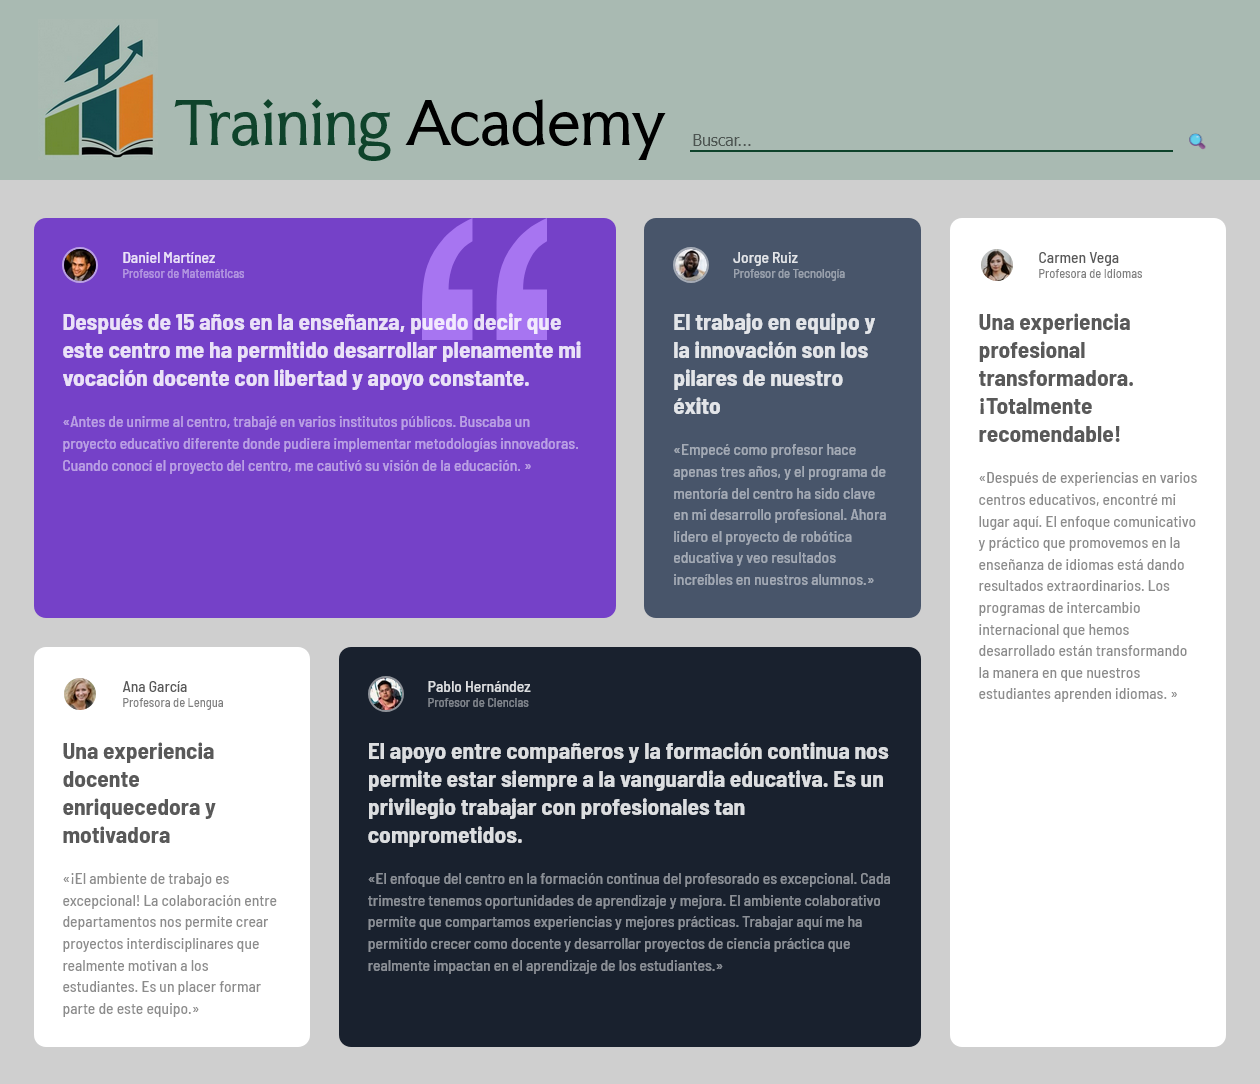 Training Academy
Buscar...
Daniel Martínez
Profesor de Matemáticas
Después de 15 años en la enseñanza, puedo decir que
este centro me ha permitido desarrollar plenamente mi
vocación docente con libertad y apoyo constante.
«Antes de unirme al centro, trabajé en varios institutos públicos. Buscaba un
proyecto educativo diferente donde pudiera implementar metodologías innovadoras.
Cuando conocí el proyecto del centro, me cautivó su visión de la educación. »
Jorge Ruiz
Profesor de Tecnología
El trabajo en equipo y
la innovación son los
pilares de nuestro
éxito
«Empecé como profesor hace
apenas tres años, y el programa de
mentoría del centro ha sido clave
en mi desarrollo profesional. Ahora
lidero el proyecto de robótica
educativa y veo resultados
increíbles en nuestros alumnos.»
Carmen Vega
Profesora de Idiomas
Una experiencia
profesional
transformadora.
¡Totalmente
recomendable!
«Después de experiencias en varios
centros educativos, encontré mi
lugar aquí. El enfoque comunicativo
y práctico que promovemos en la
enseñanza de idiomas está dando
resultados extraordinarios. Los
programas de intercambio
internacional que hemos
desarrollado están transformando
la manera en que nuestros
estudiantes aprenden idiomas. »
Ana García
Profesora de Lengua
Una experiencia
docente
enriquecedora y
motivadora
«¡El ambiente de trabajo es
excepcional! La colaboración entre
departamentos nos permite crear
proyectos interdisciplinares que
realmente motivan a los
estudiantes. Es un placer formar
parte de este equipo.»
Pablo Hernández
Profesor de Ciencias
El apoyo entre compañeros y la formación continua nos
permite estar siempre a la vanguardia educativa. Es un
privilegio trabajar con profesionales tan
comprometidos.
«El enfoque del centro en la formación continua del profesorado es excepcional. Cada
trimestre tenemos oportunidades de aprendizaje y mejora. El ambiente colaborativo
permite que compartamos experiencias y mejores prácticas. Trabajar aquí me ha
permitido crecer como docente y desarrollar proyectos de ciencia práctica que
realmente impactan en el aprendizaje de los estudiantes.»